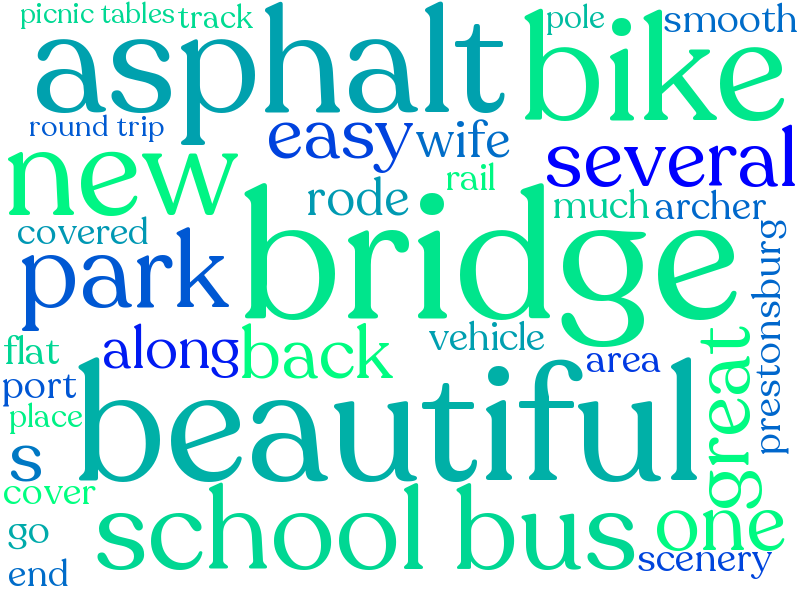 picnic tables
track
asphalt
bike
pole
smooth
round trip
easy
wife
several
new
rail
rode
much
archer
covered
bridge
park
prestonsburg
along
back
vehicle
area
flat
port
place
great
beautiful
s
cover
school bus
one
go
scenery
end